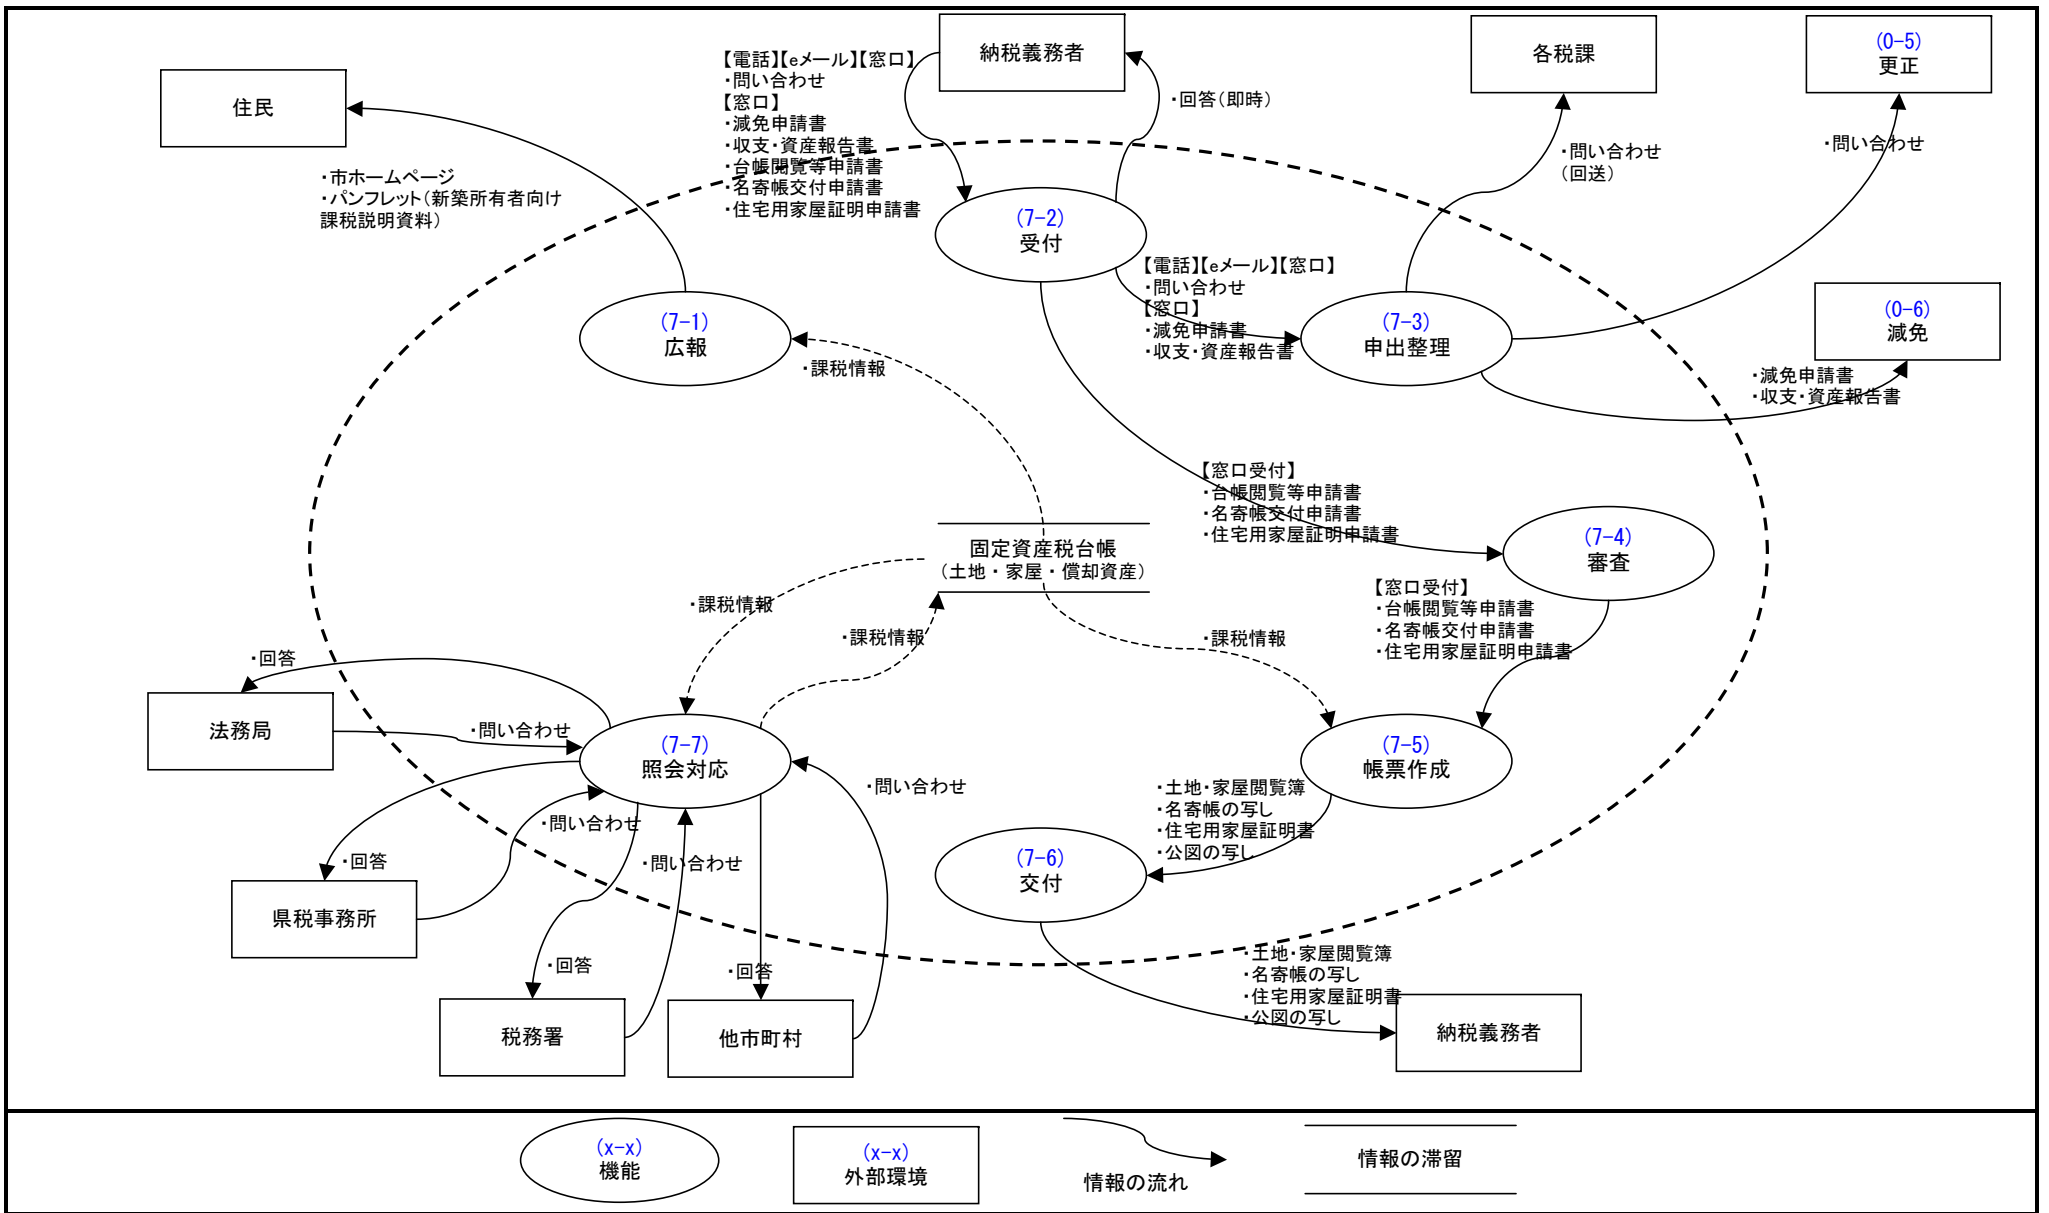 納税義務者
各税課
(0-5)
更正
住民
【電話】【eメール】【窓口】
・問い合わせ
【窓口】
・減免申請書
・収支・資産報告書
・台帳閲覧等申請書
・名寄帳交付申請書
・住宅用家屋証明申請書
・回答(即時)
・問い合わせ
(回送)
・問い合わせ
・市ホームページ
・パンフレット(新築所有者向け
課税説明資料)
(7-2)
受付
【電話】【eメール】【窓口】
・問い合わせ
【窓口】
・減免申請書
・収支・資産報告書
(7-1)
広報
(7-3)
申出整理
(0-6)
減免
・課税情報
・減免申請書
・収支・資産報告書
【窓口受付】
・台帳閲覧等申請書
・名寄帳交付申請書
・住宅用家屋証明申請書
固定資産税台帳
(土地・家屋・償却資産)
(7-4)
審査
【窓口受付】
・台帳閲覧等申請書
・名寄帳交付申請書
・住宅用家屋証明申請書
・課税情報
・課税情報
・課税情報
・回答
法務局
・問い合わせ
(7-7)
照会対応
(7-5)
帳票作成
・問い合わせ
・土地・家屋閲覧簿
・名寄帳の写し
・住宅用家屋証明書
・公図の写し
・問い合わせ
・回答
・問い合わせ
(7-6)
交付
県税事務所
・回答
・回答
・土地・家屋閲覧簿
・名寄帳の写し
・住宅用家屋証明書
・公図の写し
税務署
他市町村
納税義務者
(x-x)
機能
(x-x)
外部環境
情報の流れ
情報の滞留